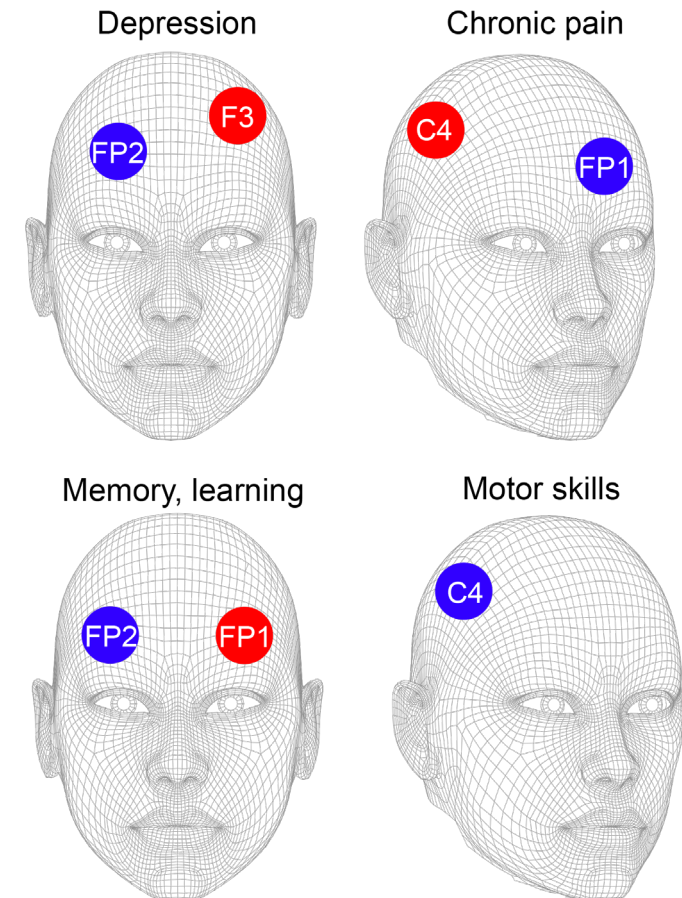 Depression
Chronic pain
F3
FP2
C4
FP1
Memory, learning
Motor skills
FP2
FP1
C4